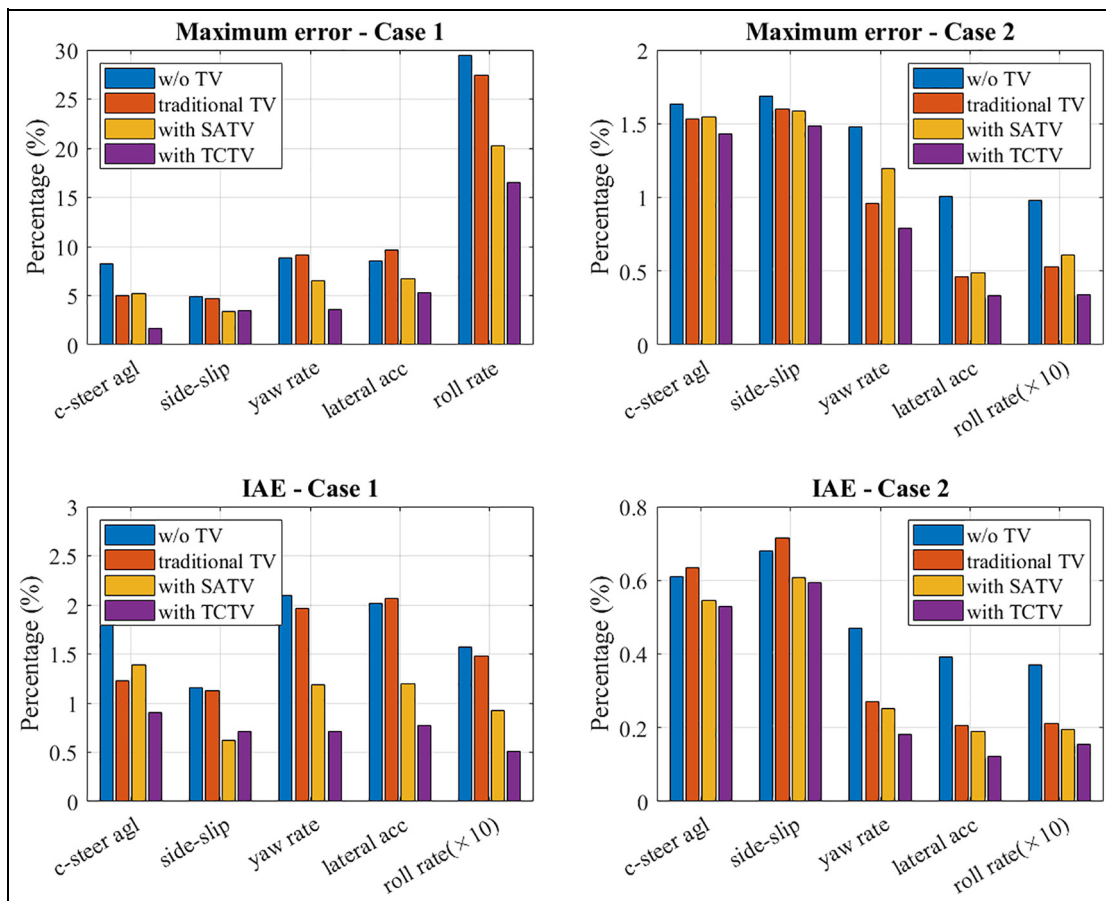 Maximum error - Case 1
30
25
20
15
10
5
0
Percentage (%)
w/o TV
traditional TV
with SATV
with TCTV
c-steer agl
side-slip
yaw rate
lateral acc
roll rate
Maximum error - Case 2
2
1.5
1
0.5
0
Percentage (%)
w/o TV
traditional TV
with SATV
with TCTV
c-steer agl
side-slip
yaw rate
lateral acc
roll rate(×10)
IAE - Case 1
3
2.5
2
1.5
1
0.5
0
Percentage (%)
w/o TV
traditional TV
with SATV
with TCTV
c-steer agl
side-slip
yaw rate
lateral acc
roll rate(×10)
IAE - Case 2
0.8
0.6
0.4
0.2
0
Percentage (%)
w/o TV
traditional TV
with SATV
with TCTV
c-steer agl
side-slip
yaw rate
lateral acc
roll rate(×10)